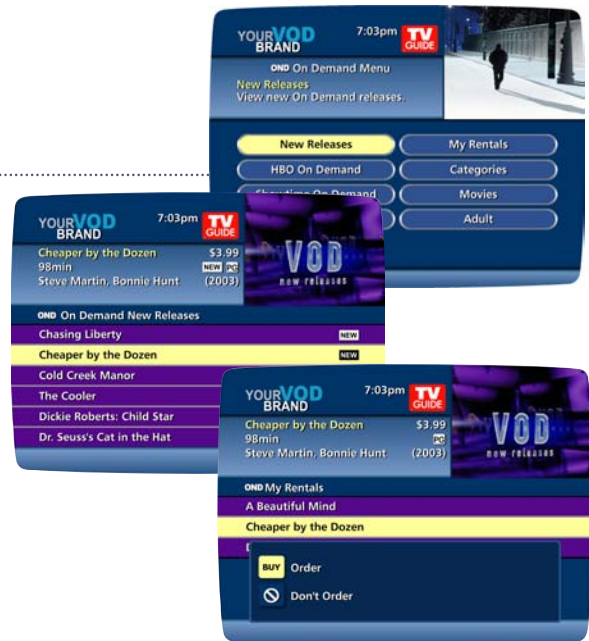 YOUR VOD
BRAND
7:03pm
TV
GUIDE
OND On Demand Menu
New Releases
View new On Demand releases.
New Releases
My Rentals
HBO On Demand
Categories
Showtime On Demand
Movies
Adult
YOUR VOD
BRAND
7:03pm
TV
GUIDE
Cheaper by the Dozen $3.99
98min NEW PG
Steve Martin, Bonnie Hunt (2003)
VOD
new releases
OND On Demand New Releases
Chasing Liberty NEW
Cheaper by the Dozen NEW
Cold Creek Manor
The Cooler
Dickie Roberts: Child Star
Dr. Seuss's Cat in the Hat
YOUR VOD
BRAND
7:03pm
TV
GUIDE
Cheaper by the Dozen $3.99
98min PG
Steve Martin, Bonnie Hunt (2003)
VOD
new releases
OND My Rentals
A Beautiful Mind
Cheaper by the Dozen
BUY Order
Don't Order